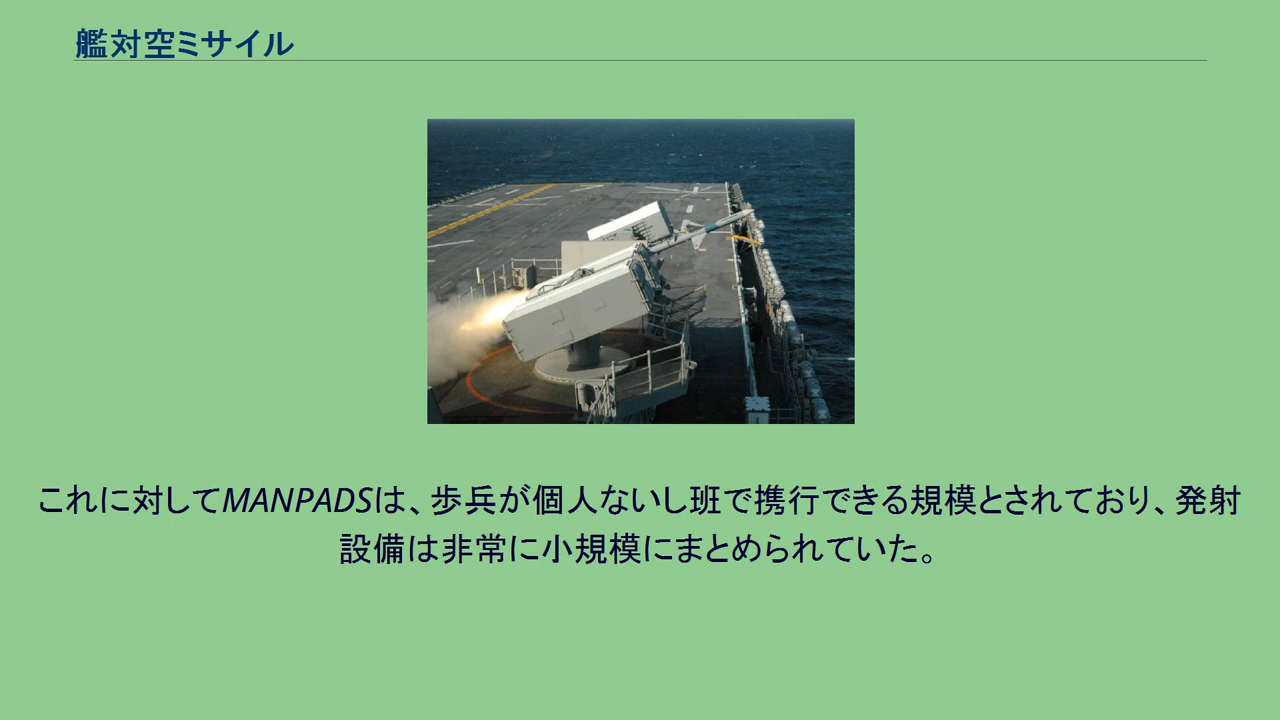 艦対空ミサイル
これに対してMANPADSは、歩兵が個人ないし班で携行できる規模とされており、発射
設備は非常に小規模にまとめられていた。